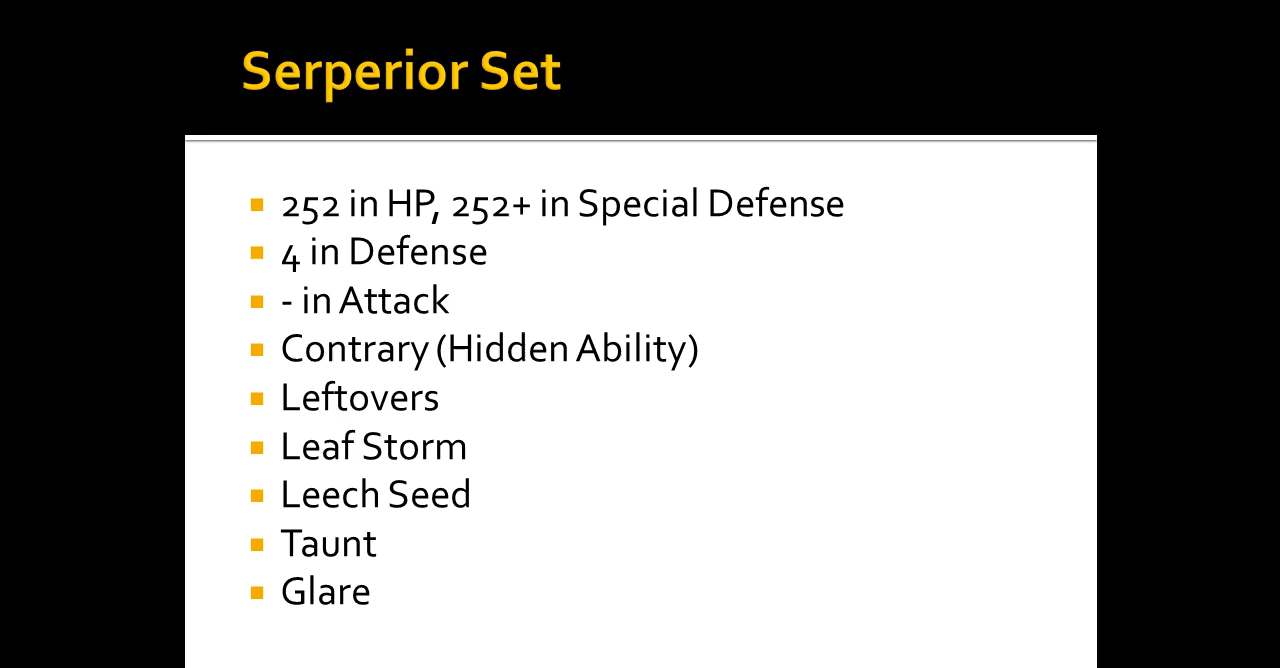 Serperior Set
252 in HP, 252+ in Special Defense
4 in Defense
- in Attack
Contrary (Hidden Ability)
Leftovers
Leaf Storm
Leech Seed
Taunt
Glare